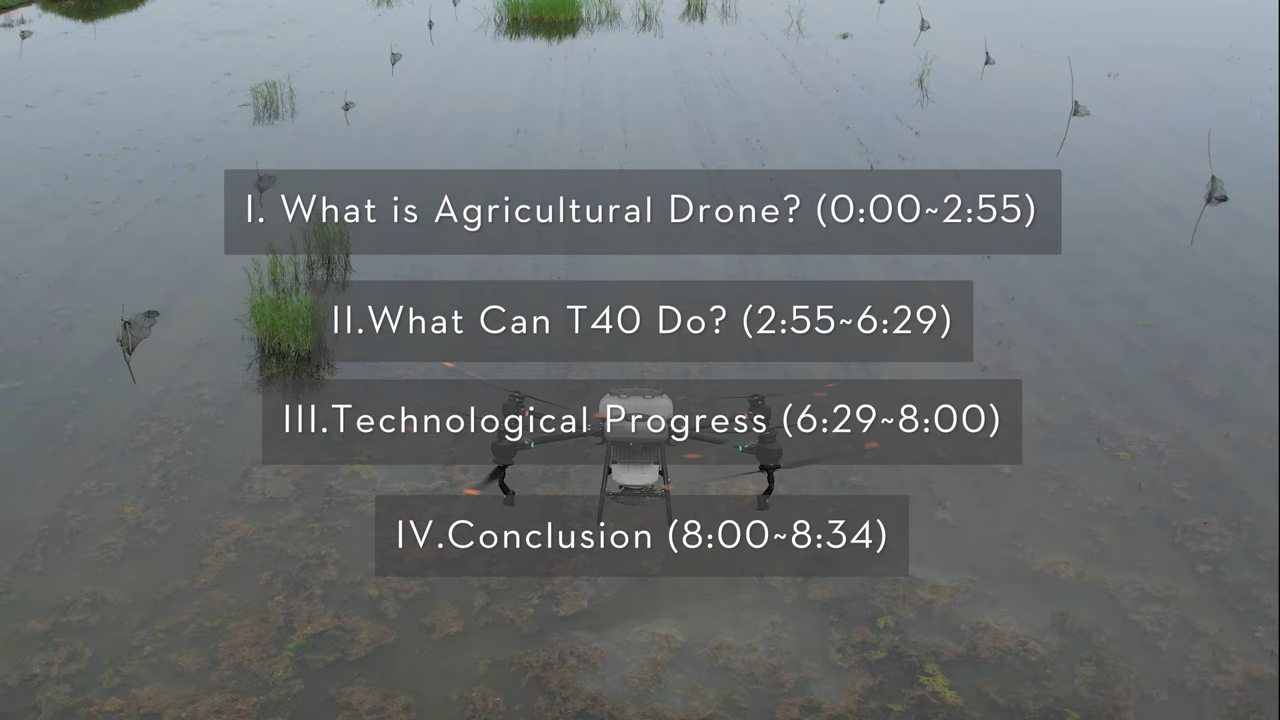 I. What is Agricultural Drone? (0:00~2:55)
II.What Can T40 Do? (2:55~6:29)
III.Technological Progress (6:29~8:00)
IV.Conclusion (8:00~8:34)